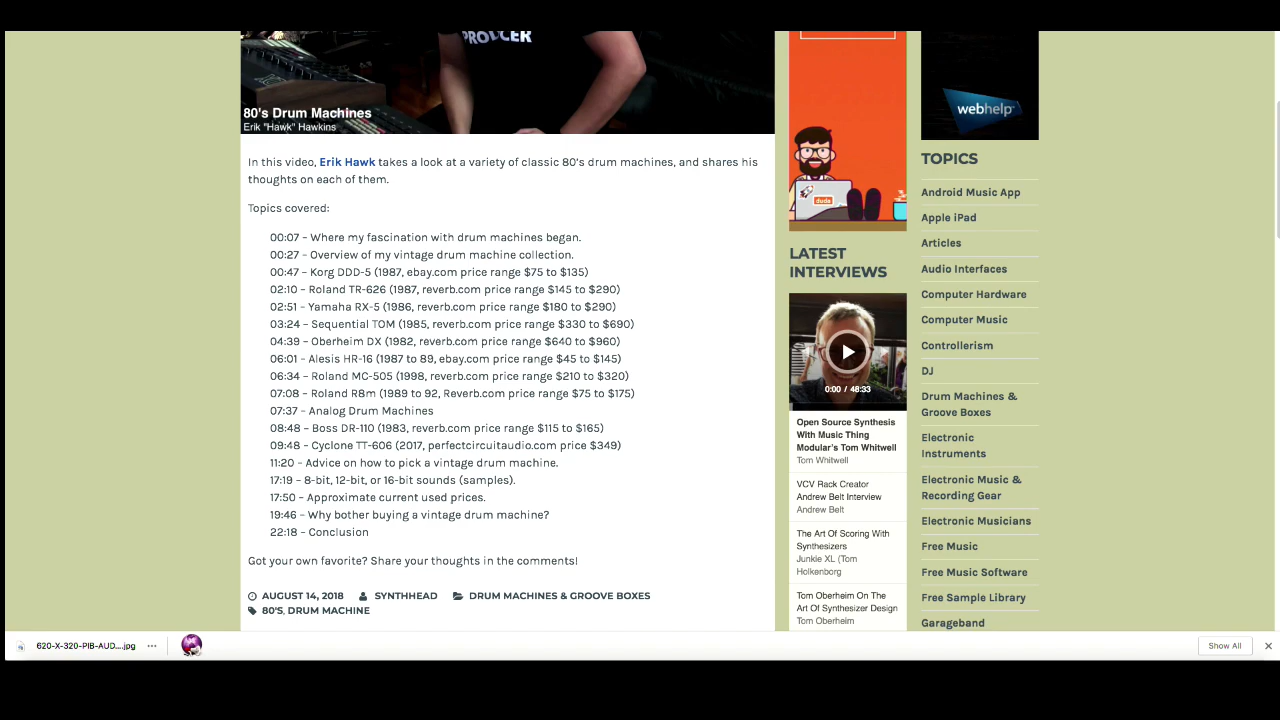 PRODUCER
80's Drum Machines
Erik "Hawk" Hawkins
In this video, Erik Hawk takes a look at a variety of classic 80's drum machines, and shares his
thoughts on each of them.
Topics covered:
00:07 – Where my fascination with drum machines began.
00:27 – Overview of my vintage drum machine collection.
00:47 – Korg DDD-5 (1987, ebay.com price range $75 to $135)
02:10 – Roland TR-626 (1987, reverb.com price range $145 to $290)
02:51 – Yamaha RX-5 (1986, reverb.com price range $180 to $290)
03:24 – Sequential TOM (1985, reverb.com price range $330 to $690)
04:39 – Oberheim DX (1982, reverb.com price range $640 to $960)
06:01 – Alesis HR-16 (1987 to 89, ebay.com price range $45 to $145)
06:34 – Roland MC-505 (1998, reverb.com price range $210 to $320)
07:08 – Roland R8m (1989 to 92, Reverb.com price range $75 to $175)
07:37 – Analog Drum Machines
08:48 – Boss DR-110 (1983, reverb.com price range $115 to $165)
09:48 – Cyclone TT-606 (2017, perfectcircuitaudio.com price $349)
11:20 – Advice on how to pick a vintage drum machine.
17:19 – 8-bit, 12-bit, or 16-bit sounds (samples).
17:50 – Approximate current used prices.
19:46 – Why bother buying a vintage drum machine?
22:18 – Conclusion
Got your own favorite? Share your thoughts in the comments!
AUGUST 14, 2018 SYNTHHEAD DRUM MACHINES & GROOVE BOXES
80'S, DRUM MACHINE
dude
LATEST
INTERVIEWS
0:00 / 48:33
Open Source Synthesis
With Music Thing
Modular's Tom Whitwell
Tom Whitwell
VCV Rack Creator
Andrew Belt Interview
Andrew Belt
The Art Of Scoring With
Synthesizers
Junkie XL (Tom
Holkenborg
Tom Oberheim On The
Art Of Synthesizer Design
Tom Oberheim
webhelp
TOPICS
Android Music App
Apple iPad
Articles
Audio Interfaces
Computer Hardware
Computer Music
Controllerism
DJ
Drum Machines &
Groove Boxes
Electronic
Instruments
Electronic Music &
Recording Gear
Electronic Musicians
Free Music
Free Music Software
Free Sample Library
Garageband
620-X-320-PIB-AUD....jpg
Show All